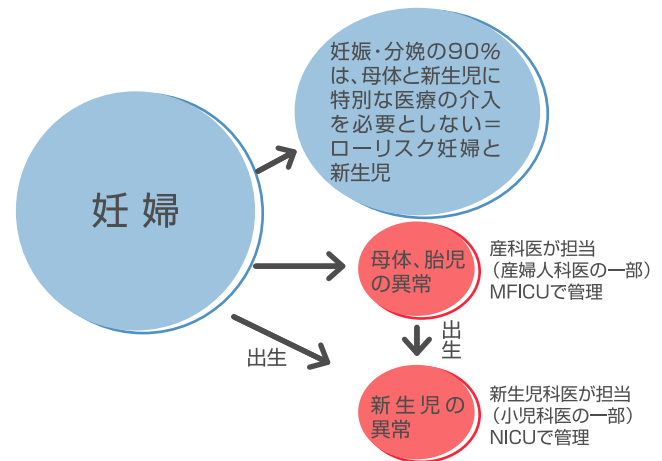 妊婦
妊娠・分娩の90%
は、母体と新生児に
特別な医療の介入
を必要としない＝
ローリスク妊婦と
新生児
母体、胎児
の異常
産科医が担当
（産婦人科医の一部）
MFICUで管理
出生
出生
新生児の
異常
新生児科医が担当
（小児科医の一部）
NICUで管理